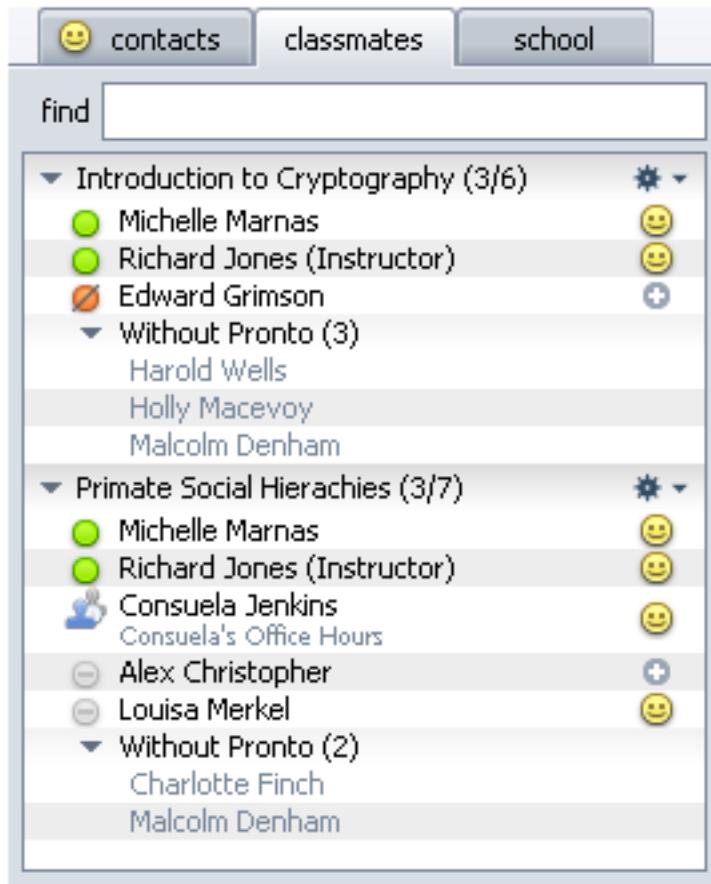 contacts
classmates
school
find
Introduction to Cryptography (3/6)
Michelle Marnas
Richard Jones (Instructor)
Edward Grimson
Without Pronto (3)
Harold Wells
Holly Macevoy
Malcolm Denham
Primate Social Hierachies (3/7)
Michelle Marnas
Richard Jones (Instructor)
Consuela Jenkins
Consuela's Office Hours
Alex Christopher
Louisa Merkel
Without Pronto (2)
Charlotte Finch
Malcolm Denham